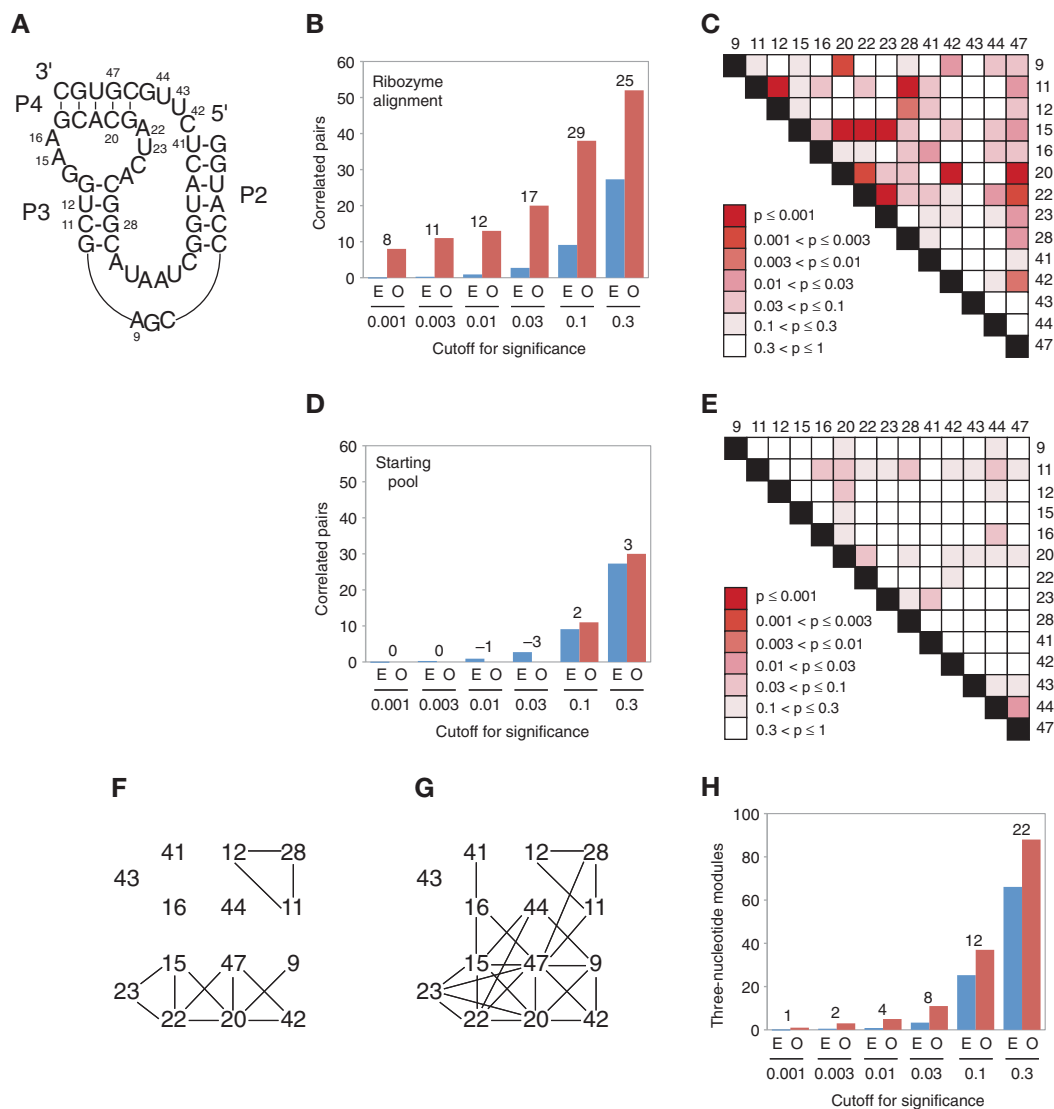 A
3'
P4
CGUGCGUU
GCACG
C
5'
47
44
43
42
41
20
22
23
16
15
12
11
28
9
P3
P2
AGC
B
Ribozyme
alignment
Correlated pairs
60
50
40
30
20
10
0
8
11
12
17
29
25
E O E O E O E O E O E O
0.001 0.003 0.01 0.03 0.1 0.3
Cutoff for significance
C
9 11 12 15 16 20 22 23 28 41 42 43 44 47
9
11
12
15
16
20
22
23
28
41
42
43
44
47
p ≤ 0.001
0.001 < p ≤ 0.003
0.003 < p ≤ 0.01
0.01 < p ≤ 0.03
0.03 < p ≤ 0.1
0.1 < p ≤ 0.3
0.3 < p ≤ 1
D
Starting
pool
Correlated pairs
60
50
40
30
20
10
0
0
0
–1
–3
2
3
E O E O E O E O E O E O
0.001 0.003 0.01 0.03 0.1 0.3
Cutoff for significance
E
9 11 12 15 16 20 22 23 28 41 42 43 44 47
9
11
12
15
16
20
22
23
28
41
42
43
44
47
p ≤ 0.001
0.001 < p ≤ 0.003
0.003 < p ≤ 0.01
0.01 < p ≤ 0.03
0.03 < p ≤ 0.1
0.1 < p ≤ 0.3
0.3 < p ≤ 1
F
41 12 28
43
16 44 11
15 47 9
23
22 20 42
G
41 12 28
43
16 44 11
15 47 9
23
22 20 42
H
Three-nucleotide modules
100
80
60
40
20
0
1
2
4
8
12
22
E O E O E O E O E O E O
0.001 0.003 0.01 0.03 0.1 0.3
Cutoff for significance